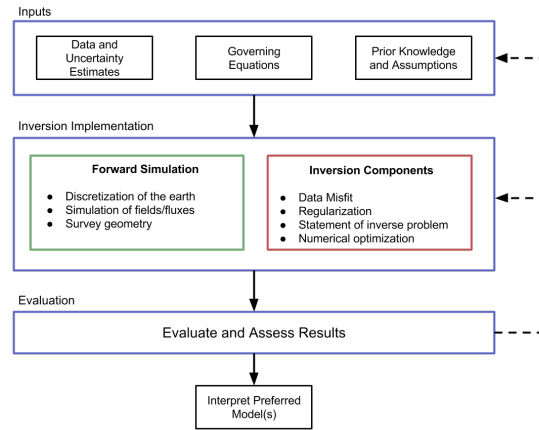 Inputs
Data and
Uncertainty
Estimates
Governing
Equations
Prior Knowledge
and Assumptions
Inversion Implementation
Forward Simulation
● Discretization of the earth
● Simulation of fields/fluxes
● Survey geometry
Inversion Components
● Data Misfit
● Regularization
● Statement of inverse problem
● Numerical optimization
Evaluation
Evaluate and Assess Results
Interpret Preferred
Model(s)